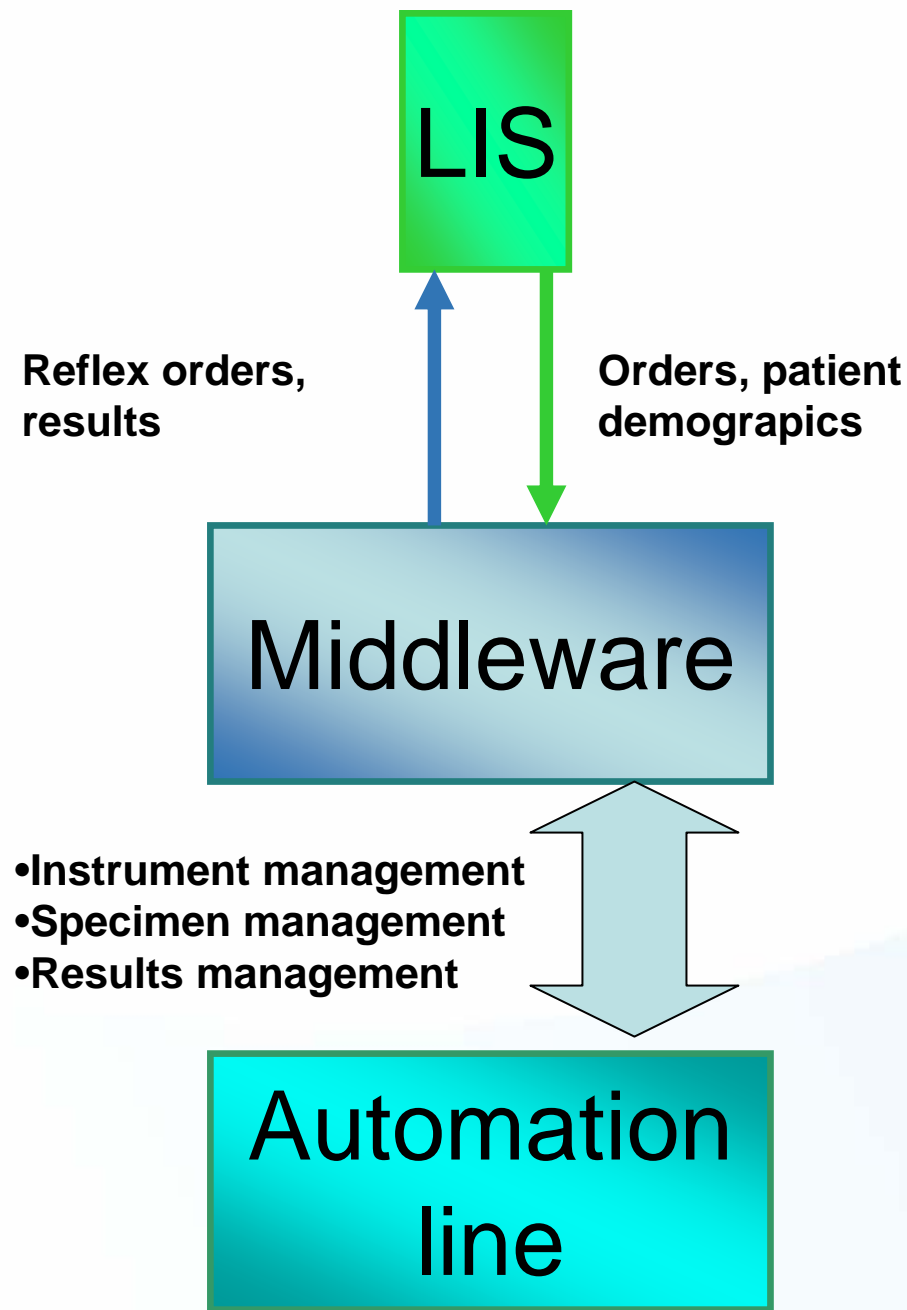 LIS
Reflex orders,
results
Orders, patient
demograpics
Middleware
•Instrument management
•Specimen management
•Results management
Automation
line